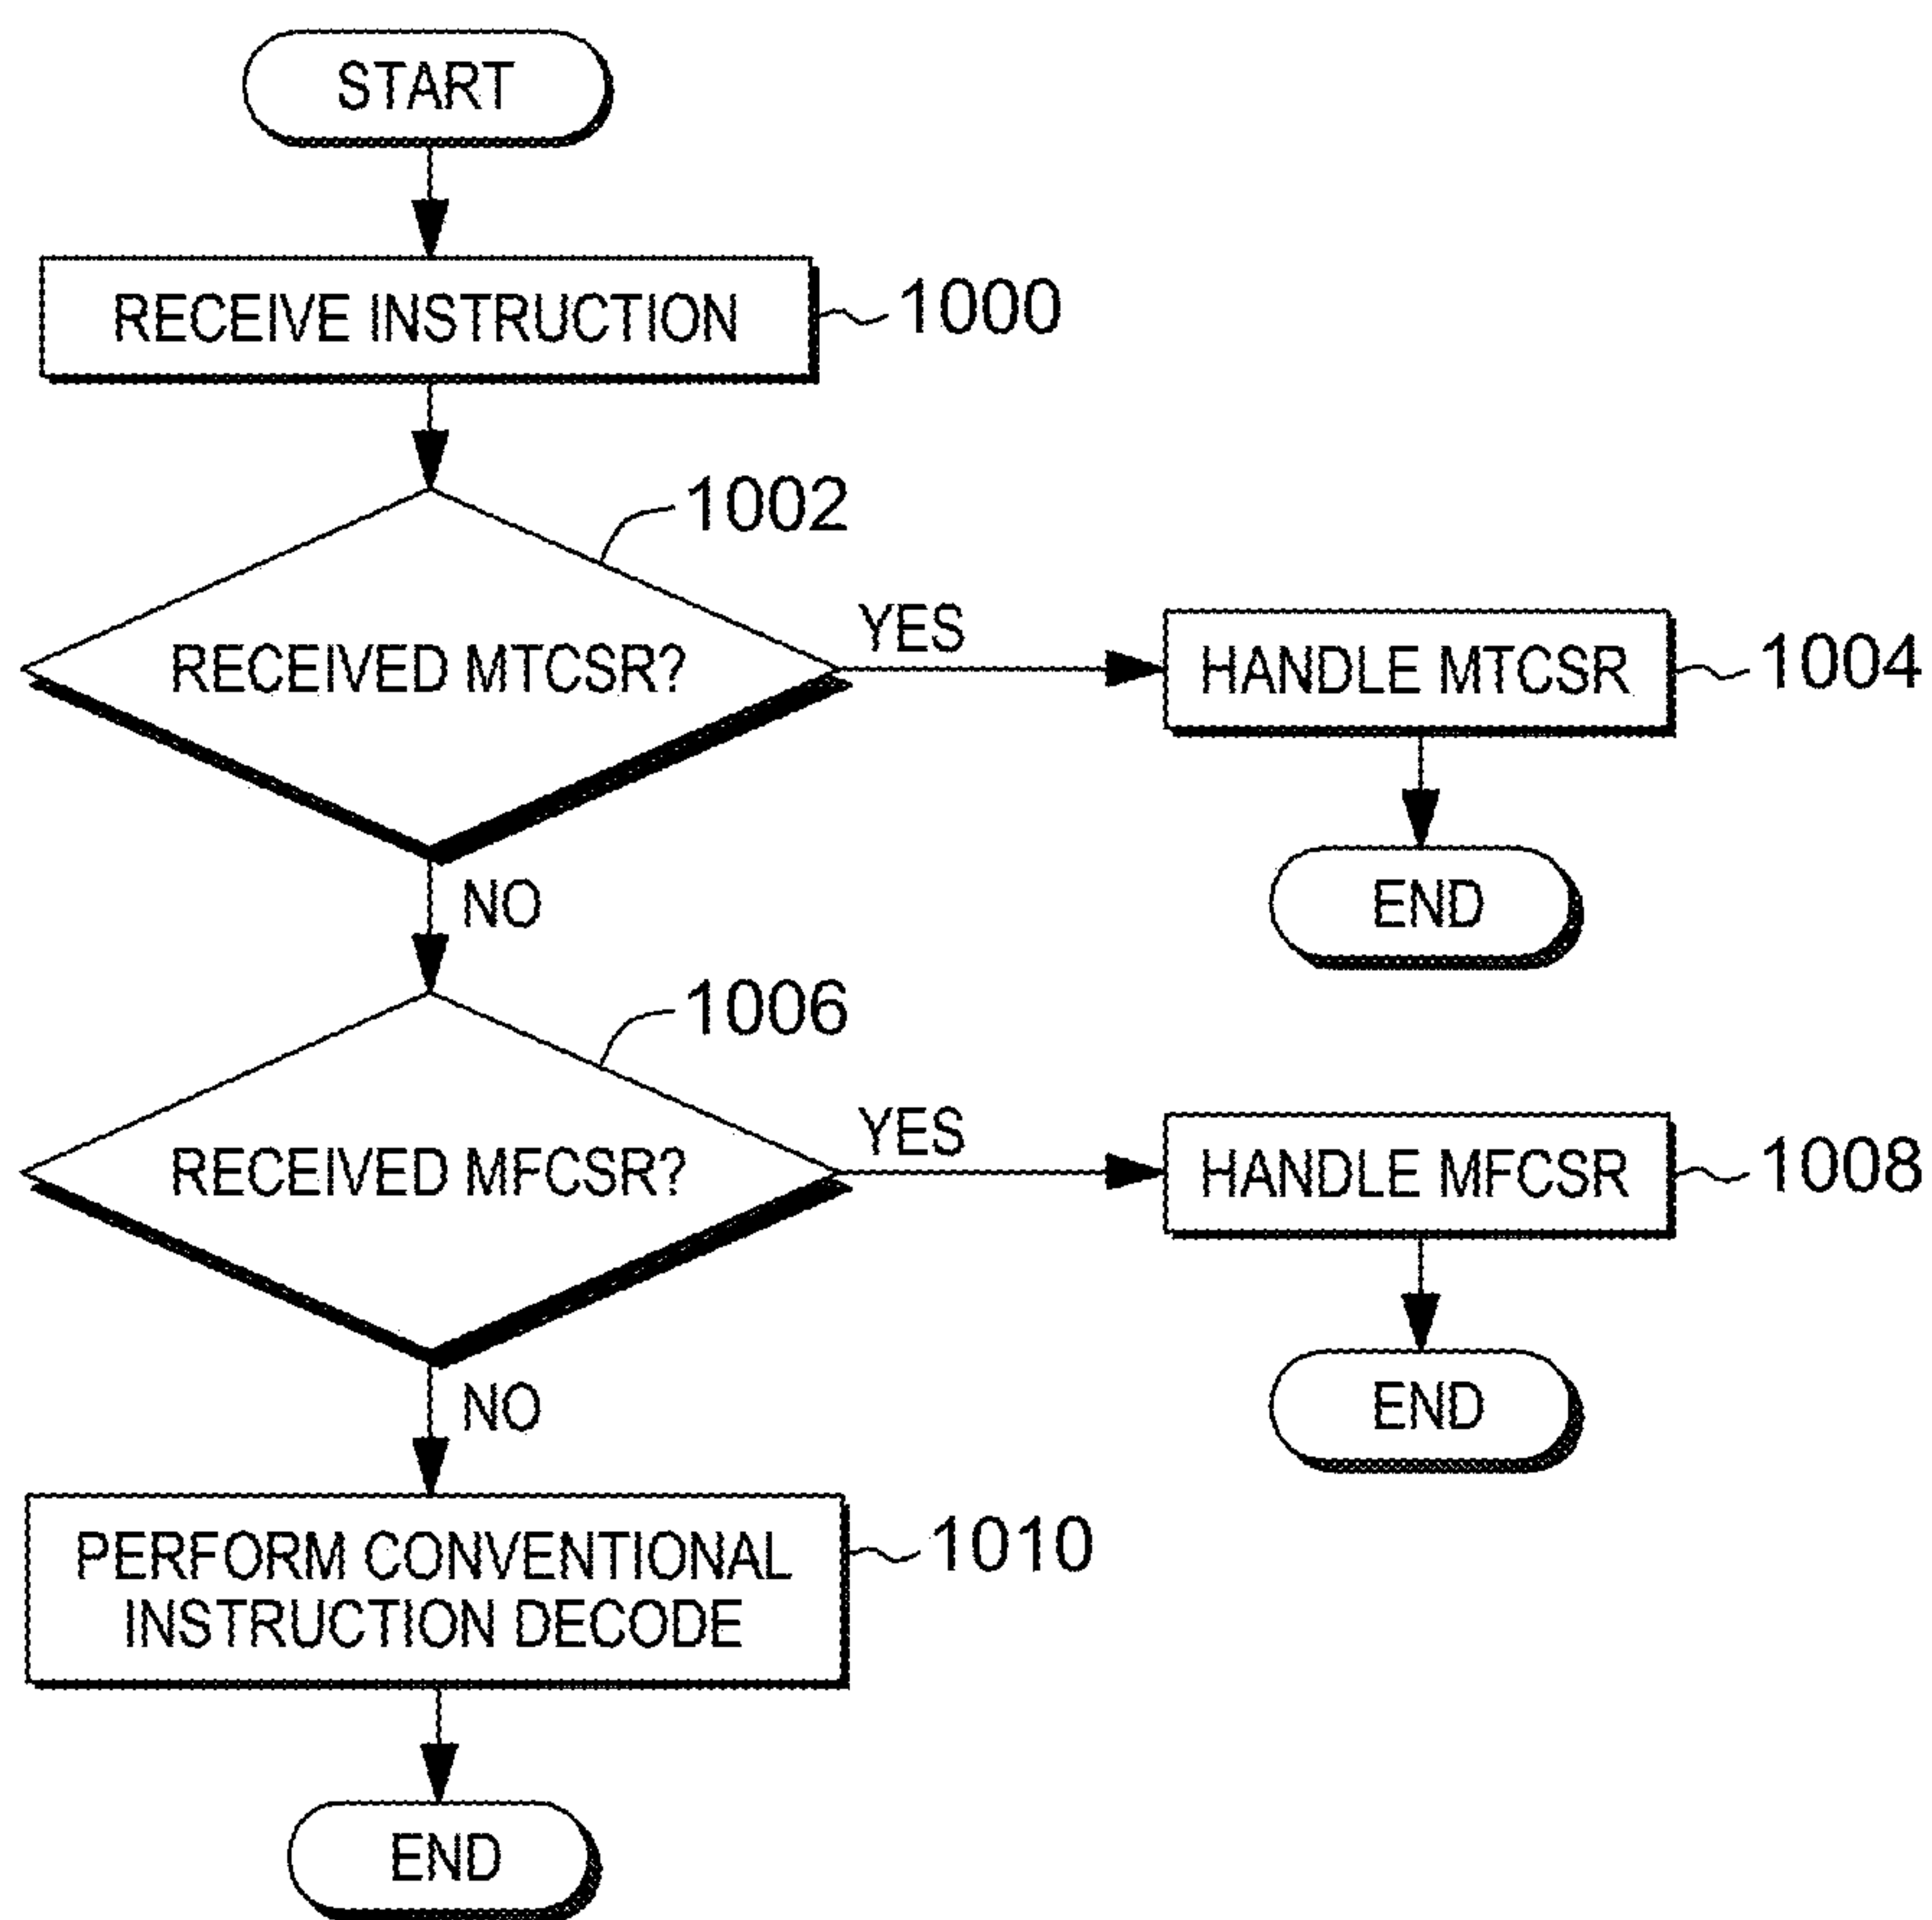 START
RECEIVE INSTRUCTION
1000
1002
RECEIVED MTCSR?
YES
HANDLE MTCSR
1004
END
NO
1006
RECEIVED MFCSR?
YES
HANDLE MFCSR
1008
END
NO
PERFORM CONVENTIONAL
INSTRUCTION DECODE
1010
END